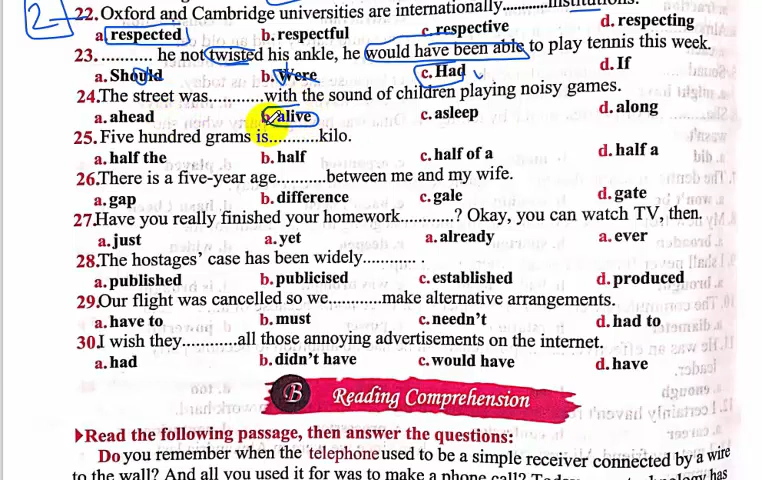 22. Oxford and Cambridge universities are internationally............institutions.
a. respected b. respectful c. respective d. respecting
23. ........... he not twisted his ankle, he would have been able to play tennis this week.
a. Should b. Were c. Had d. If
24. The street was............with the sound of children playing noisy games.
a. ahead b. alive c. asleep d. along
25. Five hundred grams is...........kilo.
a. half the b. half c. half of a d. half a
26. There is a five-year age..........between me and my wife.
a. gap b. difference c. gale d. gate
27. Have you really finished your homework............? Okay, you can watch TV, then.
a. just a. yet a. already a. ever
28. The hostages' case has been widely............ .
a. published b. publicised c. established d. produced
29. Our flight was cancelled so we............make alternative arrangements.
a. have to b. must c. needn't d. had to
30. I wish they............all those annoying advertisements on the internet.
a. had b. didn't have c. would have d. have
B Reading Comprehension
▶Read the following passage, then answer the questions:
Do you remember when the telephone used to be a simple receiver connected by a wire
to the wall? And all you used it for was to make a phone call? has